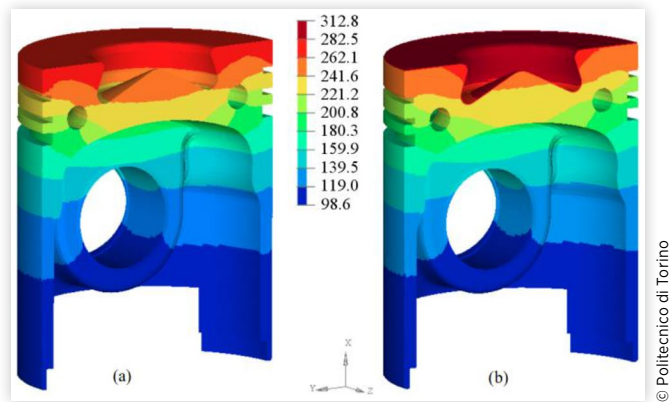 312.8
282.5
262.1
241.6
221.2
200.8
180.3
159.9
139.5
119.0
98.6
X
Y
Z
(a)
(b)
© Politecnico di Torino